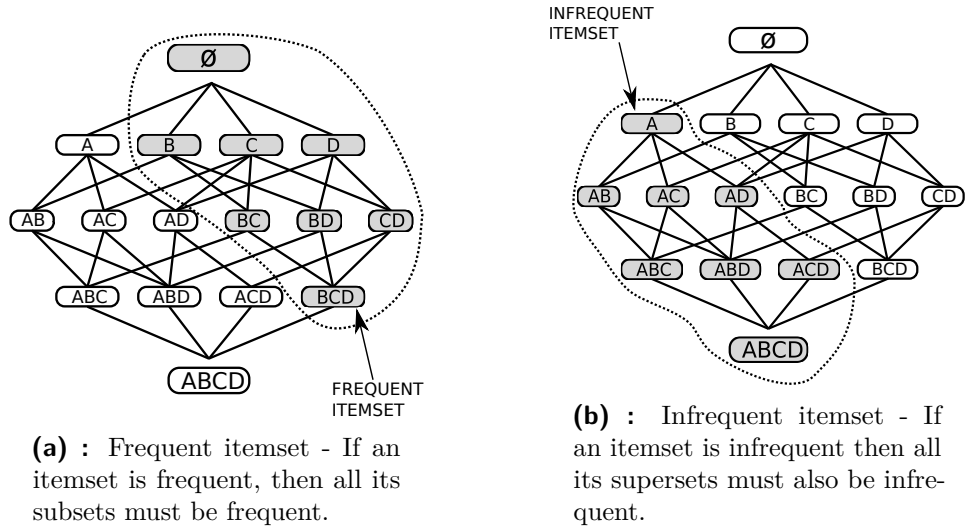 Ø
A B C D
AB AC AD BC BD CD
ABC ABD ACD BCD
ABCD
FREQUENT
ITEMSET
(a) : Frequent itemset - If an
itemset is frequent, then all its
subsets must be frequent.
INFREQUENT
ITEMSET
Ø
A B C D
AB AC AD BC BD CD
ABC ABD ACD BCD
ABCD
(b) : Infrequent itemset - If
an itemset is infrequent then all
its supersets must also be infre-
quent.